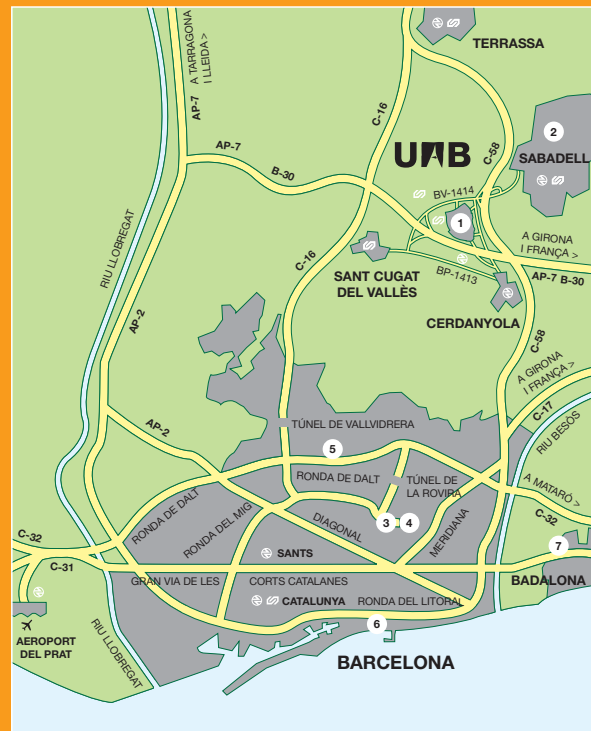 TERRASSA
A TARRAGONA
I LLEIDA >
AP-7
C-16
C-58
2
UAB
SABADELL
AP-7
B-30
BV-1414
1
A GIRONA
I FRANÇA >
AP-7 B-30
RIU LLOBREGAT
C-16
SANT CUGAT
DEL VALLÈS
BP-1413
CERDANYOLA
AP-2
C-58
A GIRONA
I FRANÇA >
C-17
RIU BESÒS
AP-2
TÚNEL DE VALLVIDRERA
5
RONDA DE DALT
TÚNEL DE
LA ROVIRA
A MATARÓ >
C-32
RONDA DE DALT
RONDA DEL MIG
DIAGONAL
3
4
MERIDIANA
C-32
C-31
SANTS
7
GRAN VIA DE LES
CORTS CATALANES
BADALONA
CATALUNYA
RONDA DEL LITORAL
6
AEROPORT
DEL PRAT
RIU LLOBREGAT
BARCELONA